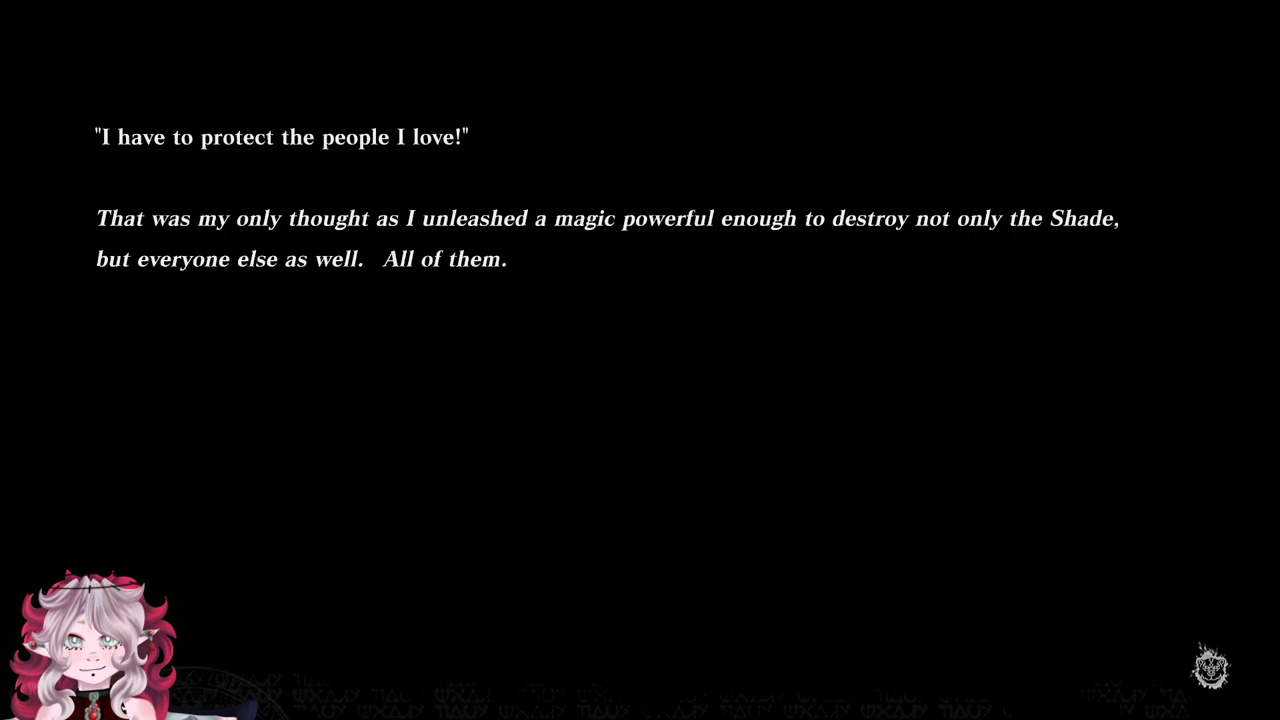 "I have to protect the people I love!"
That was my only thought as I unleashed a magic powerful enough to destroy not only the Shade,
but everyone else as well.   All of them.